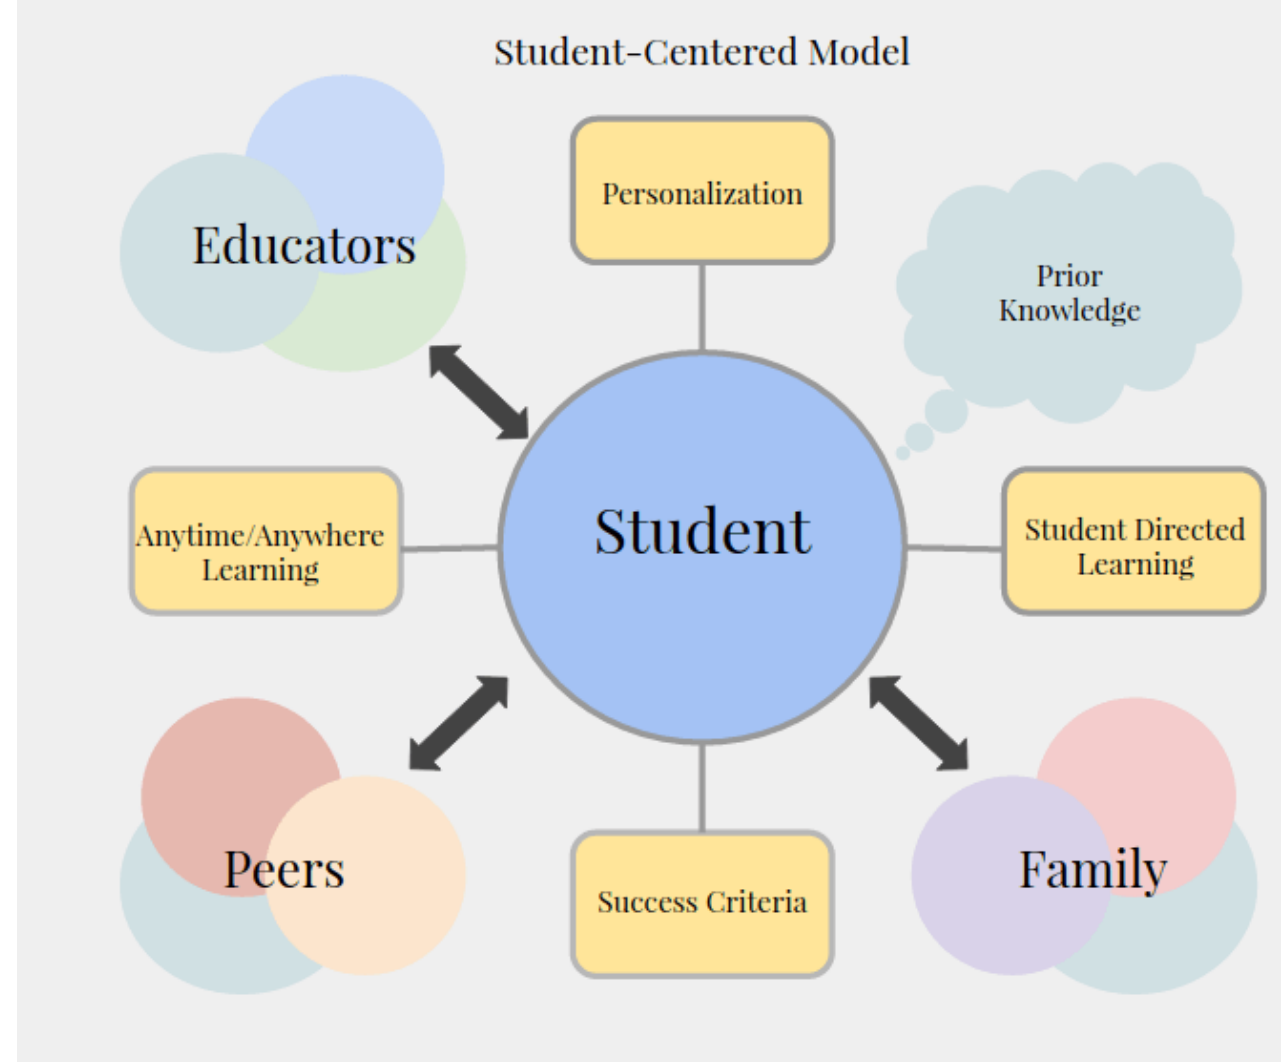 Student-Centered Model
Personalization
Educators
Prior
Knowledge
Student
Anytime/Anywhere
Learning
Student Directed
Learning
Peers
Family
Success Criteria